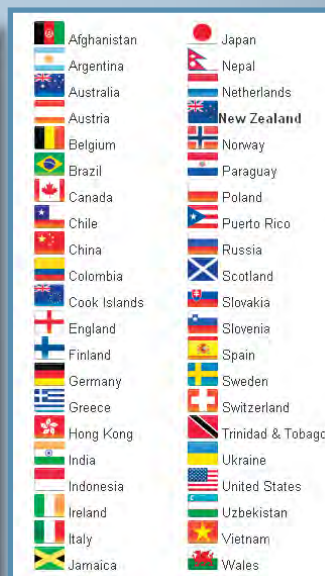 Afghanistan
Argentina
Australia
Austria
Belgium
Brazil
Canada
Chile
China
Colombia
Cook Islands
England
Finland
Germany
Greece
Hong Kong
India
Indonesia
Ireland
Italy
Jamaica
Japan
Nepal
Netherlands
New Zealand
Norway
Paraguay
Poland
Puerto Rico
Russia
Scotland
Slovakia
Slovenia
Spain
Sweden
Switzerland
Trinidad & Tobago
Ukraine
United States
Uzbekistan
Vietnam
Wales